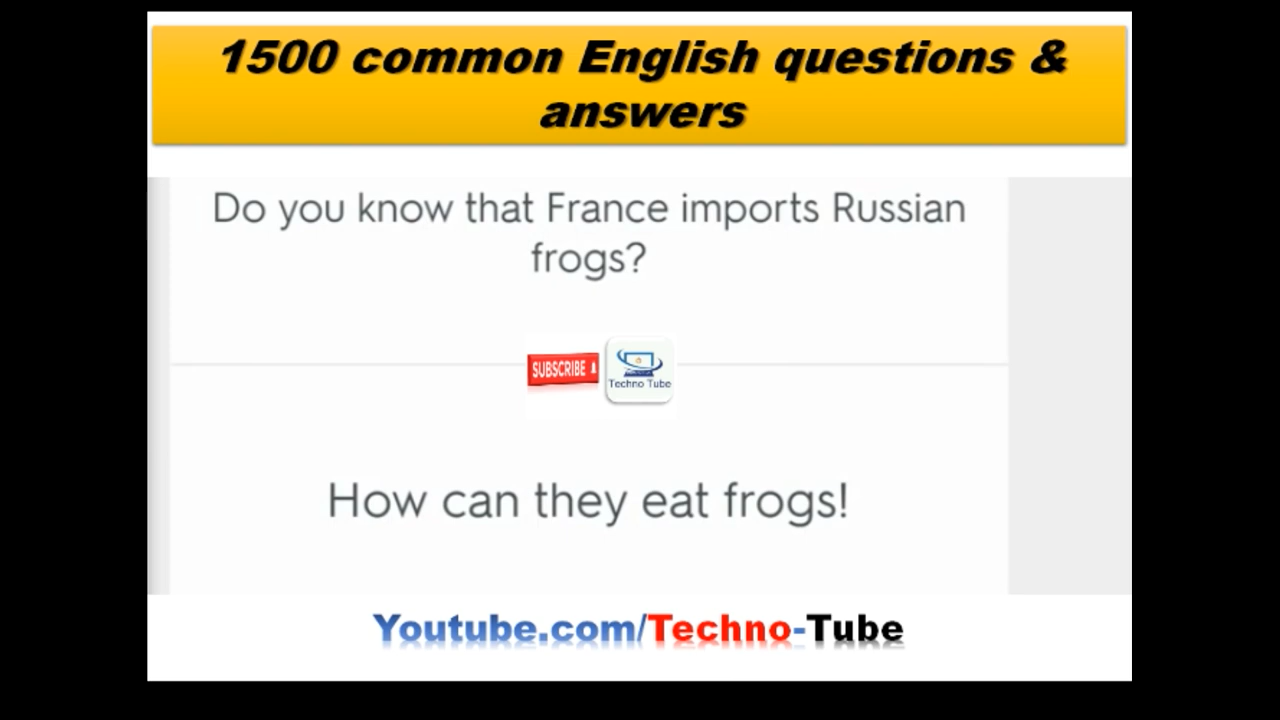 1500 common English questions &
answers
Do you know that France imports Russian
frogs?
SUBSCRIBE
Techno Tube
How can they eat frogs!
Youtube.com/Techno-Tube